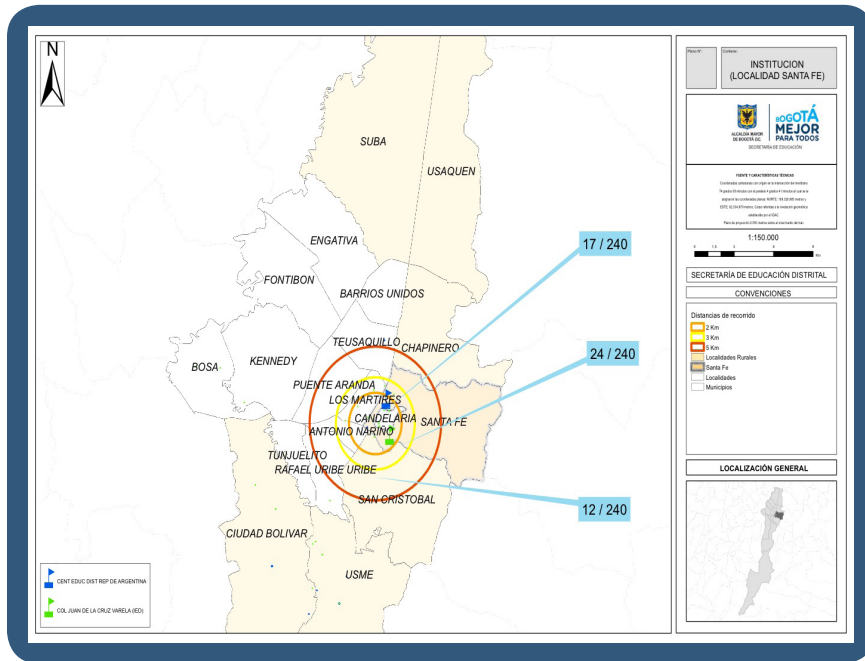 N
SUBA
USAQUEN
ENGATIVA
FONTIBON
BARRIOS UNIDOS
TEUSAQUILLO
CHAPINERO
BOSA
KENNEDY
PUENTE ARANDA
LOS MARTIRES
CANDELARIA
SANTA FE
ANTONIO NARIÑO
TUNJUELITO
RAFAEL URIBE URIBE
SAN CRISTOBAL
CIUDAD BOLIVAR
USME
17 / 240
24 / 240
12 / 240
CENT EDUC DIST REP DE ARGENTINA
COL JUAN DE LA CRUZ VARELA (IED)
INSTITUCION
(LOCALIDAD SANTA FE)
ALCALDÍA MAYOR
DE BOGOTÁ D.C.
BOGOTÁ
MEJOR
PARA TODOS
SECRETARÍA DE EDUCACIÓN
FUENTE Y CARACTERÍSTICAS TÉCNICAS
1:150.000
SECRETARÍA DE EDUCACIÓN DISTRITAL
CONVENCIONES
Distancias de recorrido
2 Km
3 Km
5 Km
Localidades Rurales
Santa Fe
Localidades
Municipios
LOCALIZACIÓN GENERAL